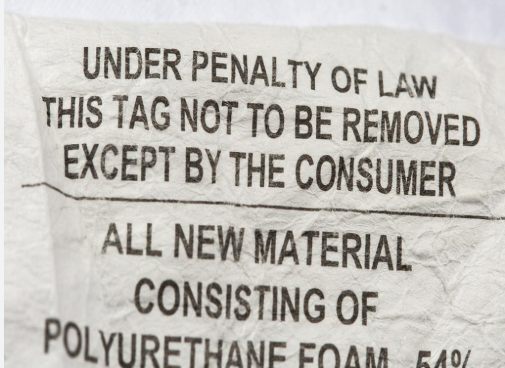 UNDER PENALTY OF LAW
THIS TAG NOT TO BE REMOVED
EXCEPT BY THE CONSUMER
ALL NEW MATERIAL
CONSISTING OF
POLYURETHANE FOAM 54%